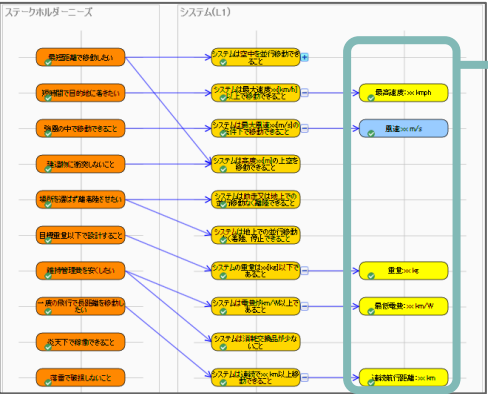 ステークホルダーニーズ
システム(L1)
最短距離で移動したい
システムは空中を並行移動でき
ること
短時間で目的地に着きたい
システムは最大速度:xx[km/h]
以上で移動できること
最高速度:xx kmph
強風の中で移動できること
システムは最大風速:xx[m/s]の
条件下で移動できること
風速:xx m/s
建造物に衝突しないこと
システムは高度xx[m]の上空を
移動できること
場所を選ばず離着陸させたい
システムは助走又は地上での
並行移動なく離陸できること
目標重量以下で設計すること
システムは地上での並行移動
なく着陸、停止できること
維持管理費を安くしたい
システムの重量はxx[kg]以下で
あること
重量:xx kg
一度の飛行で長距離を移動し
たい
システムは電費がkm/W以上で
あること
最低電費:xx km/W
炎天下で稼働できること
システムは消耗交換品が少な
いこと
落雷で破損しないこと
システムは連続でxx km以上移
動できること
連続航行距離:xx km